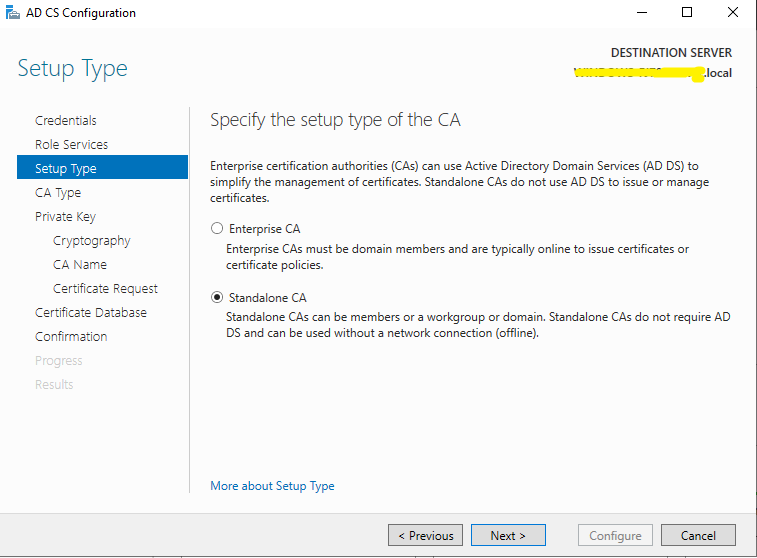 AD CS Configuration
DESTINATION SERVER
.local
Setup Type
Credentials
Role Services
Setup Type
CA Type
Private Key
Cryptography
CA Name
Certificate Request
Certificate Database
Confirmation
Progress
Results
Specify the setup type of the CA
Enterprise certification authorities (CAs) can use Active Directory Domain Services (AD DS) to
simplify the management of certificates. Standalone CAs do not use AD DS to issue or manage
certificates.
Enterprise CA
Enterprise CAs must be domain members and are typically online to issue certificates or
certificate policies.
Standalone CA
Standalone CAs can be members or a workgroup or domain. Standalone CAs do not require AD
DS and can be used without a network connection (offline).
More about Setup Type
< Previous
Next >
Configure
Cancel